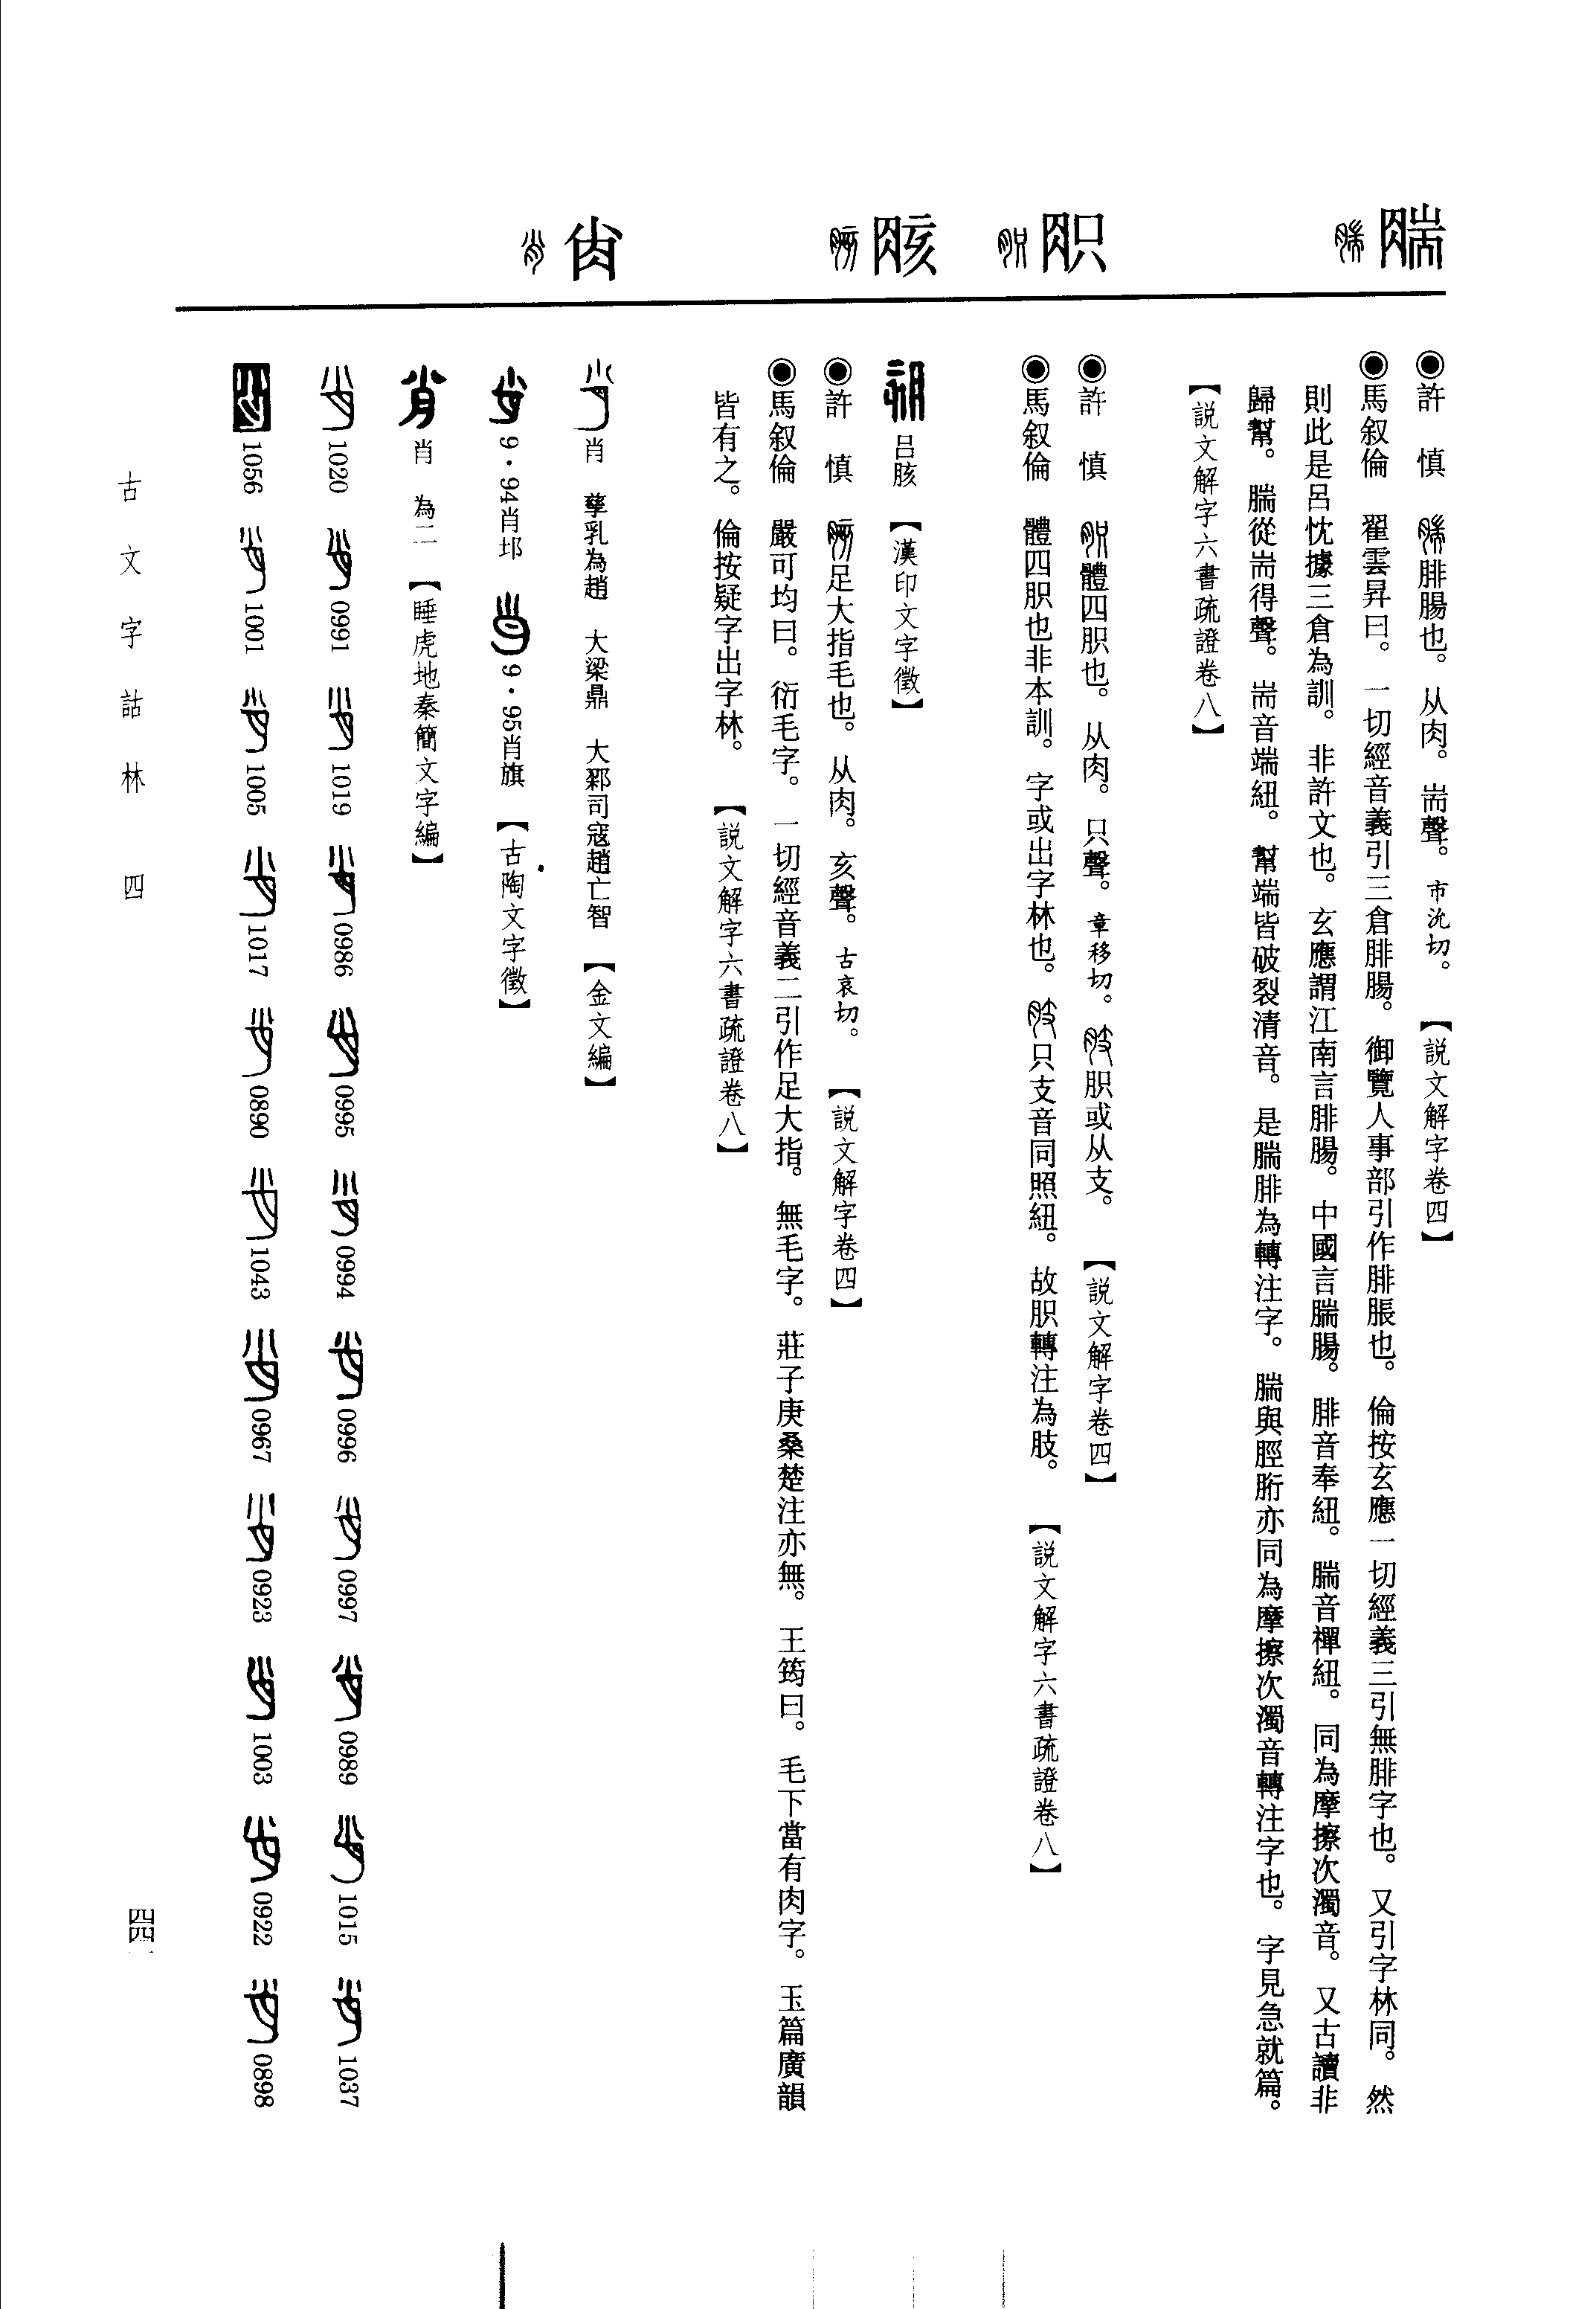 腨
胑
胲
肖
◉許　慎　腓腸也。从肉。耑聲。市沇切。【説文解字卷四】
◉馬叙倫　翟雲昇曰。一切經音義引三倉腓腸。御覽人事部引作腓脹也。倫按玄應一切經義三引無腓字也。又引字林同。然
則此是呂忱據三倉為訓。非許文也。玄應謂江南言腓腸。中國言腨腸。腓音奉紐。腨音禪紐。同為摩擦次濁音。又古讀非
歸幫。腨從耑得聲。耑音端紐。幫端皆破裂清音。是腨腓為轉注字。腨與脛胻亦同為摩擦次濁音轉注字也。字見急就篇。
【説文解字六書疏證卷八】
◉許　慎　體四胑也。从肉。只聲。章移切。胑或从支。【説文解字卷四】
◉馬叙倫　體四胑也非本訓。字或出字林也。只支音同照紐。故胑轉注為肢。【説文解字六書疏證卷八】
呂胲【漢印文字徵】
◉許　慎　足大指毛也。从肉。亥聲。古哀切。【説文解字卷四】
◉馬叙倫　嚴可均曰。衍毛字。一切經音義二引作足大指。無毛字。莊子庚桑楚注亦無。王筠曰。毛下當有肉字。玉篇廣韻
皆有之。倫按疑字出字林。【説文解字六書疏證卷八】
肖　孳乳為趙　大梁鼎　大鄴司寇趙亡智【金文編】
9·94肖邩　9·95肖旗【古陶文字徵】
肖　為二【睡虎地秦簡文字編】
1020　0991　1019　0986　0995　0994　0996　0997　0989　1015　1037
1056　1001　1005　1017　0890　1043　0967　0923　1003　0922　0898
古文字詁林　四
四四一